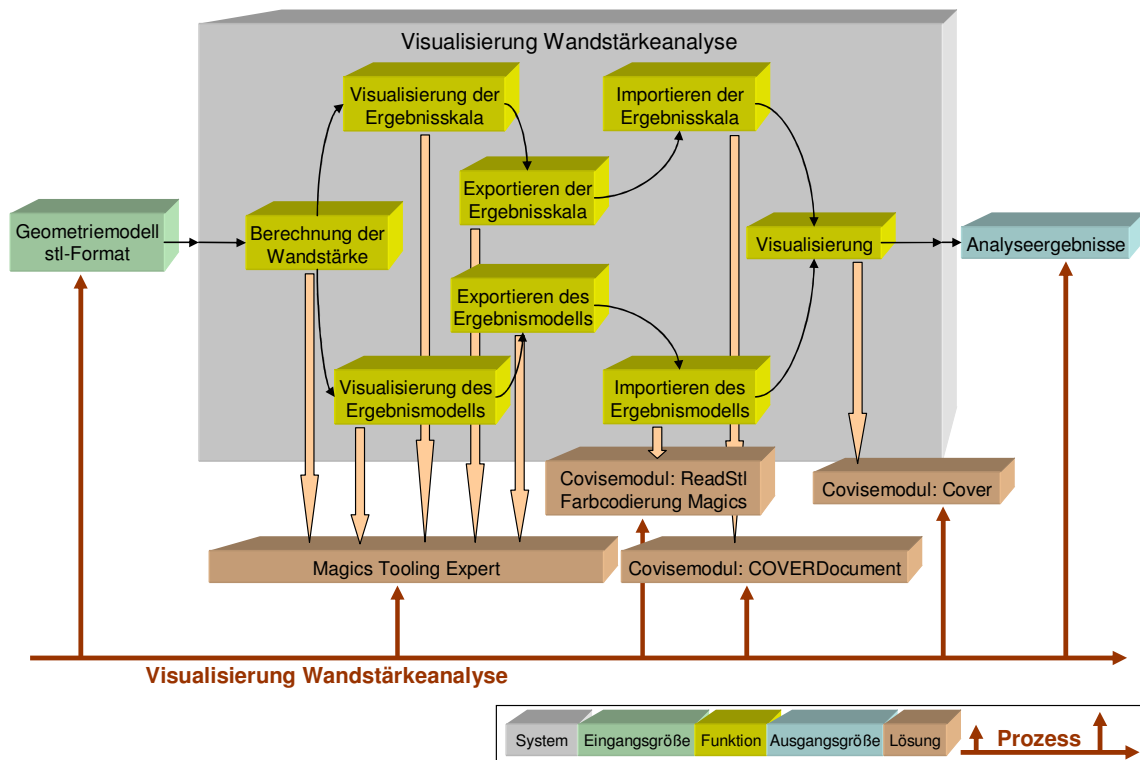 Visualisierung Wandstärkeanalyse
Visualisierung der
Ergebnisskala
Importieren der
Ergebnisskala
Exportieren der
Ergebnisskala
Geometriemodell
stl-Format
Berechnung der
Wandstärke
Visualisierung
Analyseergebnisse
Exportieren des
Ergebnismodells
Visualisierung des
Ergebnismodells
Importieren des
Ergebnismodells
Covisemodul: ReadStl
Farbcodierung Magics
Covisemodul: Cover
Magics Tooling Expert
Covisemodul: COVERDocument
Visualisierung Wandstärkeanalyse
System
Eingangsgröße
Funktion
Ausgangsgröße
Lösung
Prozess